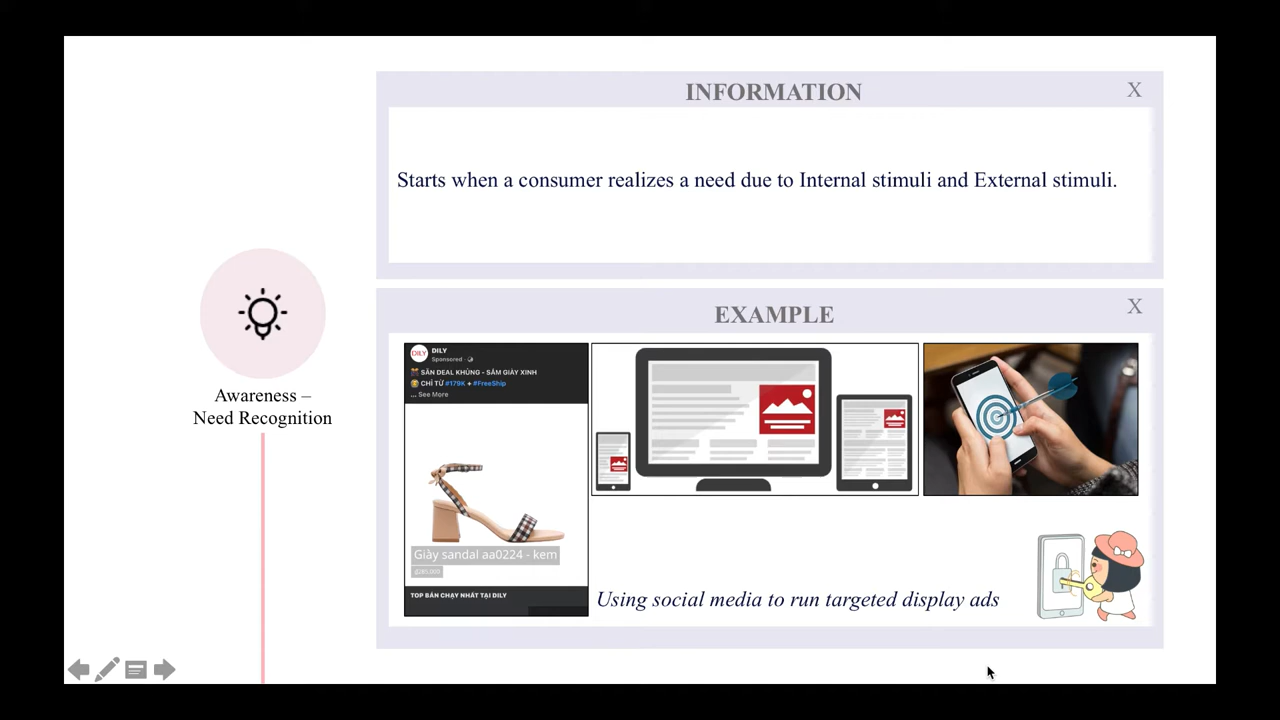 INFORMATION
X
Starts when a consumer realizes a need due to Internal stimuli and External stimuli.
Awareness –
Need Recognition
EXAMPLE
X
DILY
DILY
Sponsored ·
SĂN DEAL KHỦNG - SẮM GIÀY XINH
CHỈ TỪ #179K + #FreeShip
... See More
Giày sandal aa0224 - kem
TOP BÁN CHẠY NHẤT TẠI DILY
Using social media to run targeted display ads